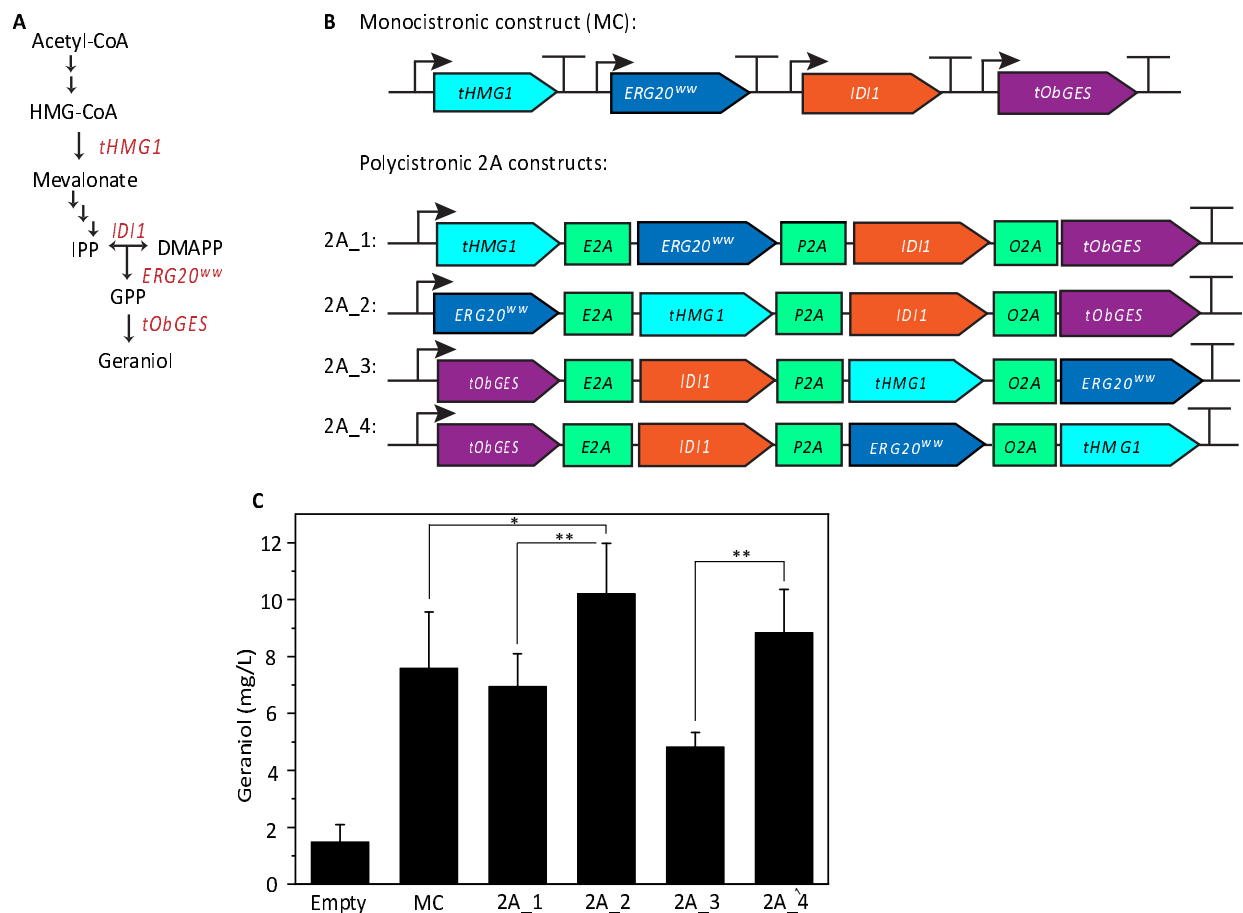 A
Acetyl-CoA
HMG-CoA
tHMG1
Mevalonate
IDI1
IPP DMAPP
ERG20ww
GPP
tObGES
Geraniol
B Monocistronic construct (MC):
tHMG1 ERG20ww IDI1 tObGES
Polycistronic 2A constructs:
2A_1: tHMG1 E2A ERG20ww P2A IDI1 O2A tObGES
2A_2: ERG20ww E2A tHMG1 P2A IDI1 O2A tObGES
2A_3: tObGES E2A IDI1 P2A tHMG1 O2A ERG20ww
2A_4: tObGES E2A IDI1 P2A ERG20ww O2A tHMG1
C
Geraniol (mg/L)
12
10
8
6
4
2
0
*
**
**
Empty MC 2A_1 2A_2 2A_3 2A_4